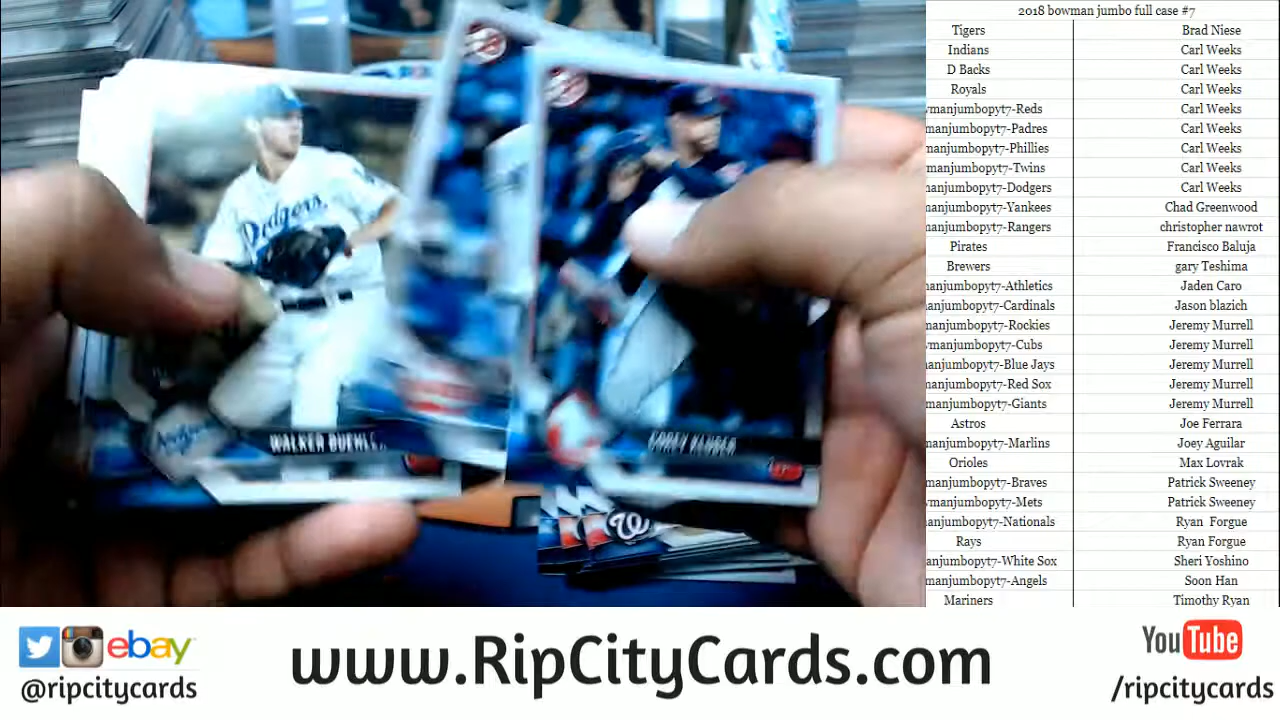 2018 bowman jumbo full case #7
Tigers Brad Niese
Indians Carl Weeks
D Backs Carl Weeks
Royals Carl Weeks
manjumbopyt7-Reds Carl Weeks
manjumbopyt7-Padres Carl Weeks
manjumbopyt7-Phillies Carl Weeks
manjumbopyt7-Twins Carl Weeks
manjumbopyt7-Dodgers Carl Weeks
manjumbopyt7-Yankees Chad Greenwood
manjumbopyt7-Rangers christopher nawrot
Pirates Francisco Baluja
Brewers gary Teshima
manjumbopyt7-Athletics Jaden Caro
manjumbopyt7-Cardinals Jason blazich
manjumbopyt7-Rockies Jeremy Murrell
manjumbopyt7-Cubs Jeremy Murrell
manjumbopyt7-Blue Jays Jeremy Murrell
manjumbopyt7-Red Sox Jeremy Murrell
manjumbopyt7-Giants Jeremy Murrell
Astros Joe Ferrara
manjumbopyt7-Marlins Joey Aguilar
Orioles Max Lovrak
manjumbopyt7-Braves Patrick Sweeney
manjumbopyt7-Mets Patrick Sweeney
manjumbopyt7-Nationals Ryan Forgue
Rays Ryan Forgue
manjumbopyt7-White Sox Sheri Yoshino
manjumbopyt7-Angels Soon Han
Mariners Timothy Ryan
Dodgers
WALKER BUEHLER
COREY KLUBER
W
ebay
@ripcitycards
www.RipCityCards.com
YouTube
/ripcitycards